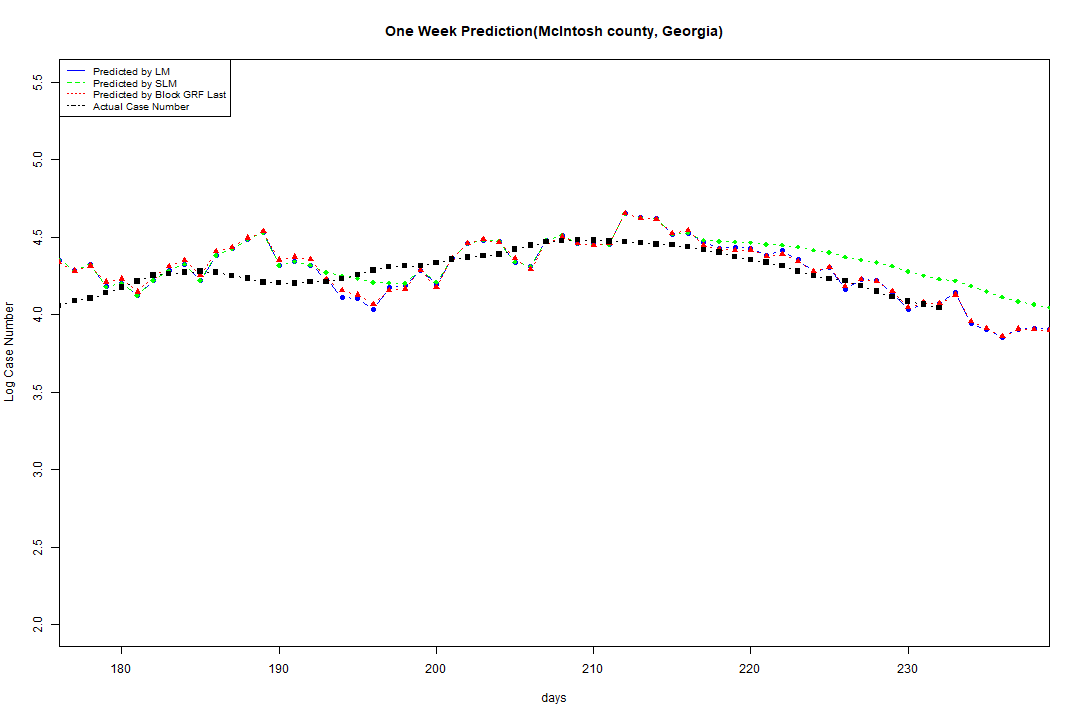 One Week Prediction(McIntosh county, Georgia)
Predicted by LM
Predicted by SLM
Predicted by Block GRF Last
Actual Case Number
5.5
5.0
4.5
4.0
3.5
3.0
2.5
2.0
Log Case Number
180 190 200 210 220 230
days